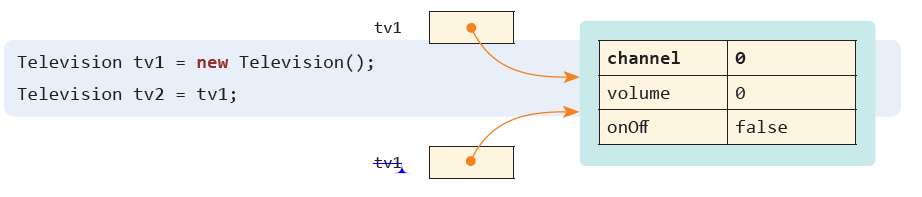 tv1
Television tv1 = new Television();
Television tv2 = tv1;
channel 0
volume 0
onOff false
tv1